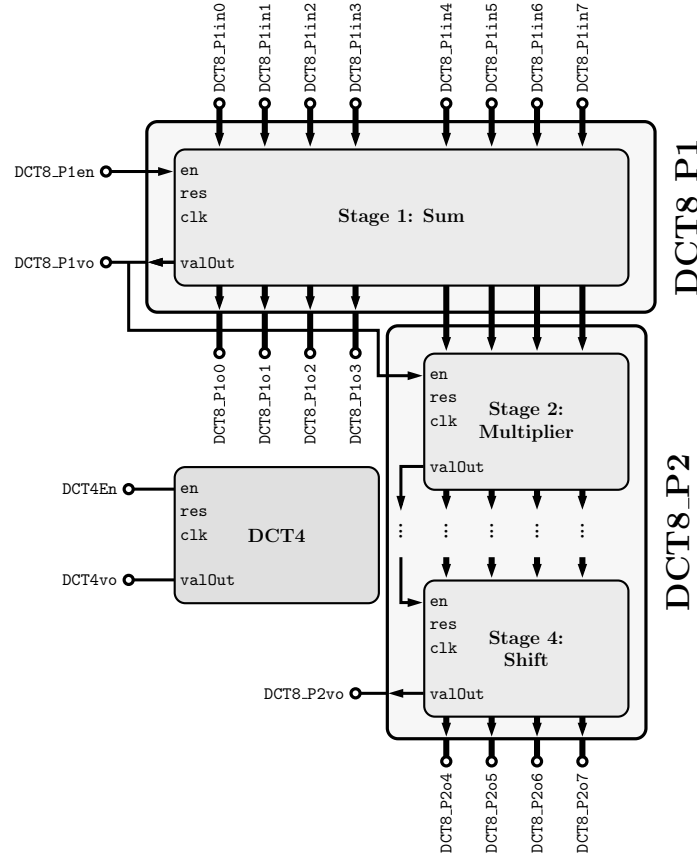 DCT8_P1in0
DCT8_P1in1
DCT8_P1in2
DCT8_P1in3
DCT8_P1in4
DCT8_P1in5
DCT8_P1in6
DCT8_P1in7
DCT8_P1
DCT8_P1en
en
res
clk
Stage 1: Sum
DCT8_P1vo
valOut
DCT8_P1o0
DCT8_P1o1
DCT8_P1o2
DCT8_P1o3
DCT8_P2
en
res
clk
Stage 2:
Multiplier
valOut
...
...
...
...
...
DCT4En
en
res
clk
DCT4
DCT4vo
valOut
en
res
clk
Stage 4:
Shift
DCT8_P2vo
valOut
DCT8_P2o4
DCT8_P2o5
DCT8_P2o6
DCT8_P2o7